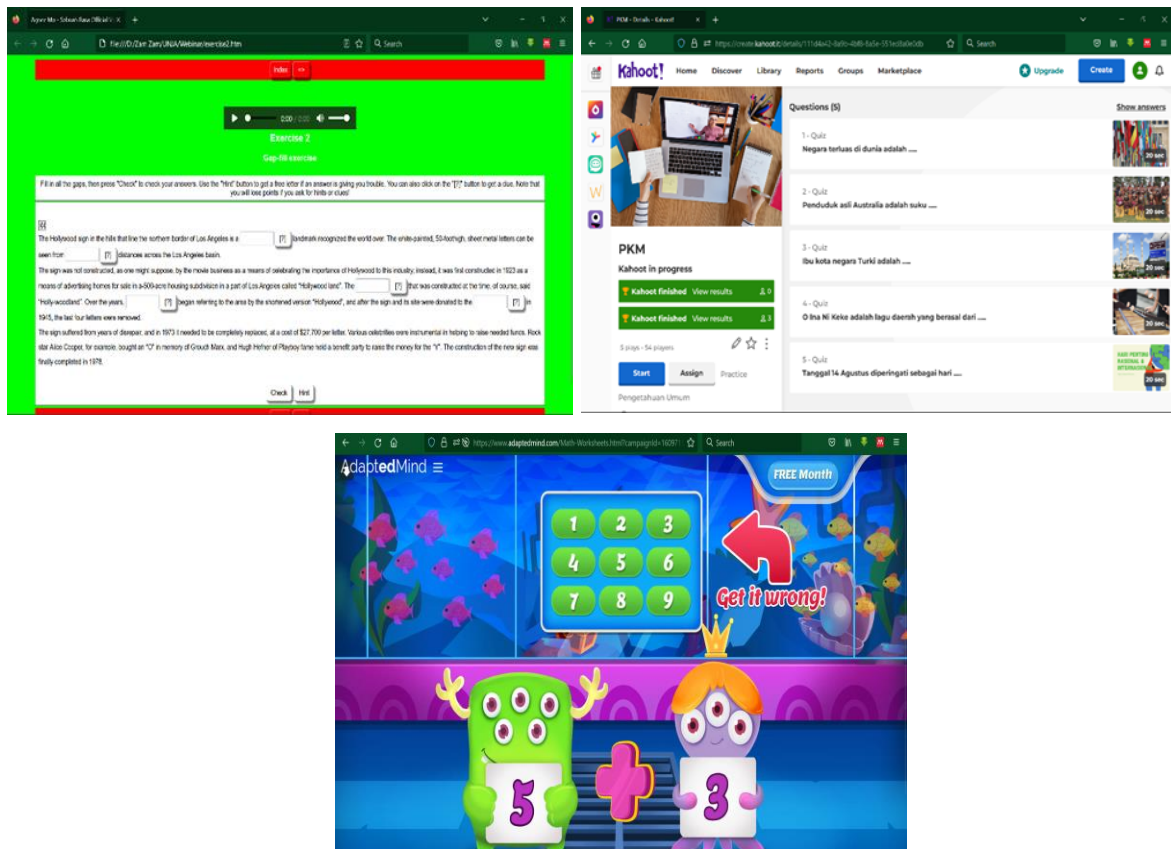 Index =>
0:00 / 0:00
Exercise 2
Gap-fill exercise
Fill in all the gaps, then press "Check" to check your answers. Use the "Hint" button to get a free letter if an answer is giving you trouble. You can also click on the "[?]" button to get a clue. Note that
you will lose points if you ask for hints or clues!
The Hollywood sign in the hills that line the northern border of Los Angeles is a [?] landmark recognized the world over. The white-painted, 50-foothigh, sheet metal letters can be
seen from [?] distances across the Los Angeles basin.
The sign was not constructed, as one might suppose, by the movie business as a means of celebrating the importance of Hollywood to this industry; instead, it was first constructed in 1923 as a
means of advertising homes for sale in a 500-acre housing subdivision in a part of Los Angeles called "Hollywood land". The [?] that was constructed at the time, of course, said
"Holly-woodland". Over the years, [?] began referring to the area by the shortened version "Hollywood", and after the sign and its site were donated to the [?] in
1945, the last four letters were removed.
The sign suffered from years of disrepair, and in 1973 it needed to be completely replaced, at a cost of $27,700 per letter. Various celebrities were instrumental in helping to raise needed funds. Rock
star Alice Cooper, for example, bought an "O" in memory of Grouch Marx, and Hugh Hefner of Playboy fame held a benefit party to raise the money for the "Y". The construction of the new sign was
finally completed in 1978.
Check Hint
PKM - Details - Kahoot!
Search
Kahoot! Home Discover Library Reports Groups Marketplace Upgrade Create
Questions (5) Show answers
1 - Quiz
Negara terluas di dunia adalah ....
20 sec
2 - Quiz
Penduduk asli Australia adalah suku ....
20 sec
3 - Quiz
Ibu kota negara Turki adalah ....
20 sec
4 - Quiz
O Ina Ni Keke adalah lagu daerah yang berasal dari ....
20 sec
5 - Quiz
Tanggal 14 Agustus diperingati sebagai hari ....
20 sec
PKM
Kahoot in progress
Kahoot finished View results 0
Kahoot finished View results 3
5 plays · 54 players
Start Assign Practice
Pengetahuan Umum
Search
AdaptedMind
FREE Month
1 2 3
4 5 6
7 8 9
Get it wrong!
5 + 3